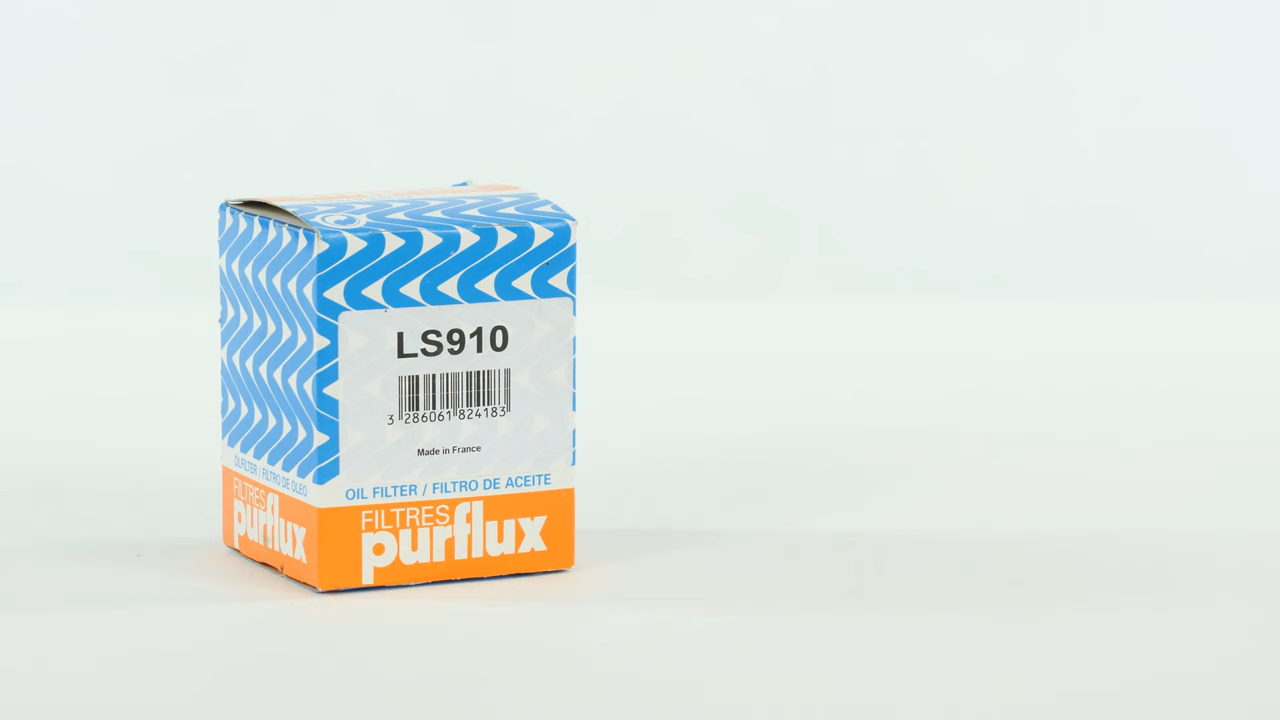 LS910
3 286061 824183
Made in France
OIL FILTER / FILTRO DE ACEITE
FILTRES
purflux
ÖLFILTER / FILTRO DE OLEO
FILTRES
purflux